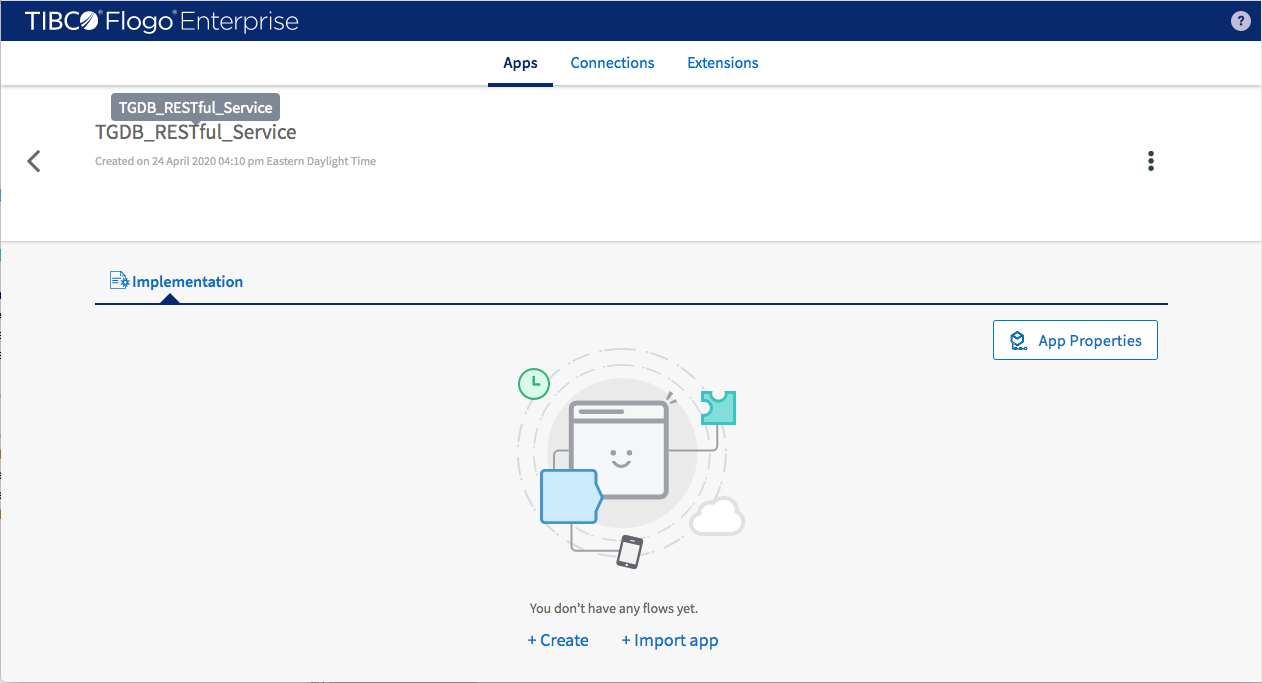 TIBCO® Flogo® Enterprise
?
Apps Connections Extensions
TGDB_RESTful_Service
TGDB_RESTful_Service
Created on 24 April 2020 04:10 pm Eastern Daylight Time
Implementation
App Properties
You don't have any flows yet.
+ Create + Import app